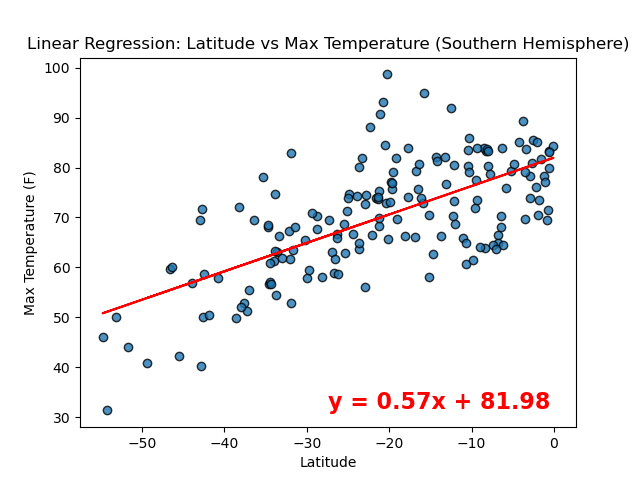 Linear Regression: Latitude vs Max Temperature (Southern Hemisphere)
Max Temperature (F)
100
90
80
70
60
50
40
30
y = 0.57x + 81.98
−50 −40 −30 −20 −10 0
Latitude